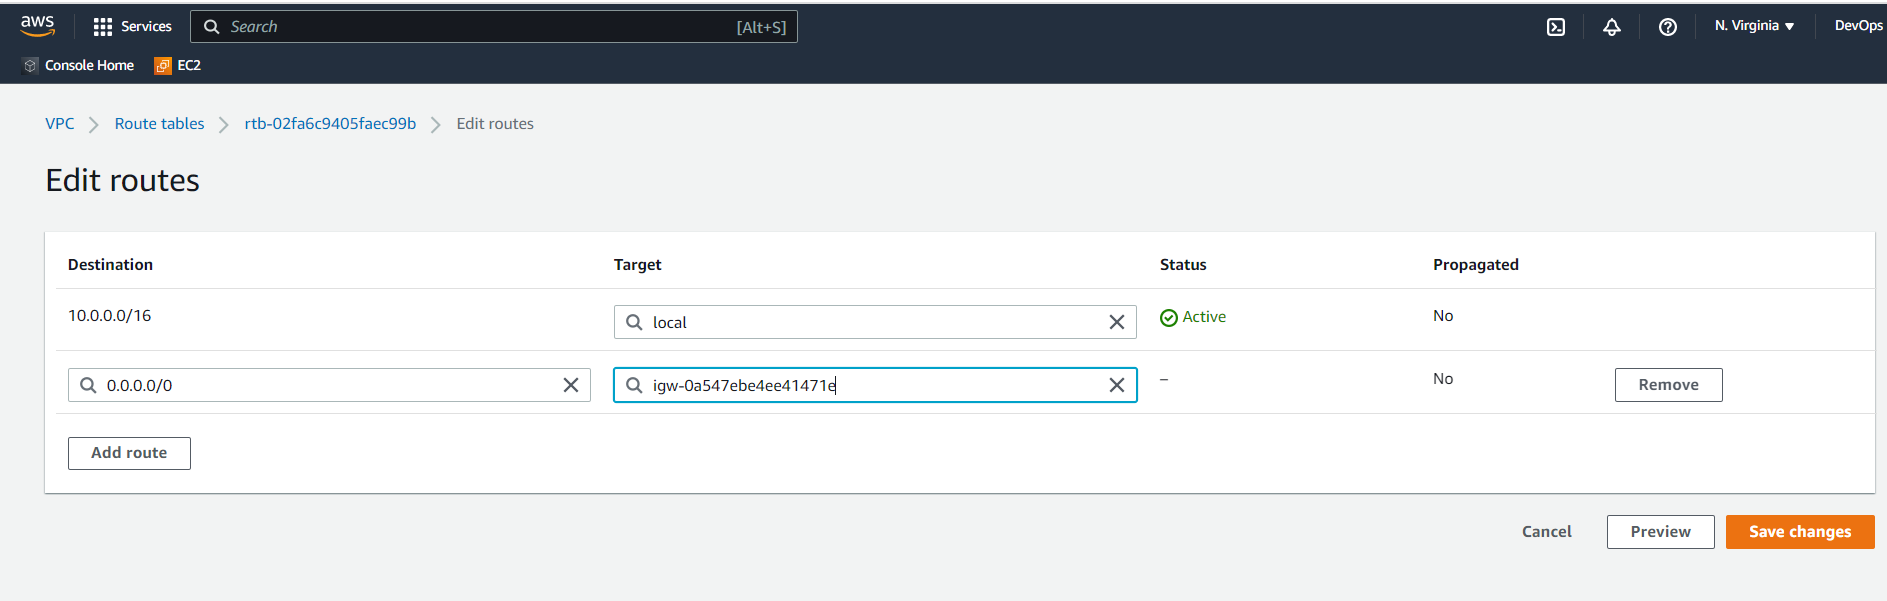 aws Services Search [Alt+S] N. Virginia DevOps
Console Home EC2
VPC Route tables rtb-02fa6c9405faec99b Edit routes
Edit routes
Destination Target Status Propagated
10.0.0.0/16 local Active No
0.0.0.0/0 igw-0a547ebe4ee41471e – No Remove
Add route
Cancel Preview Save changes